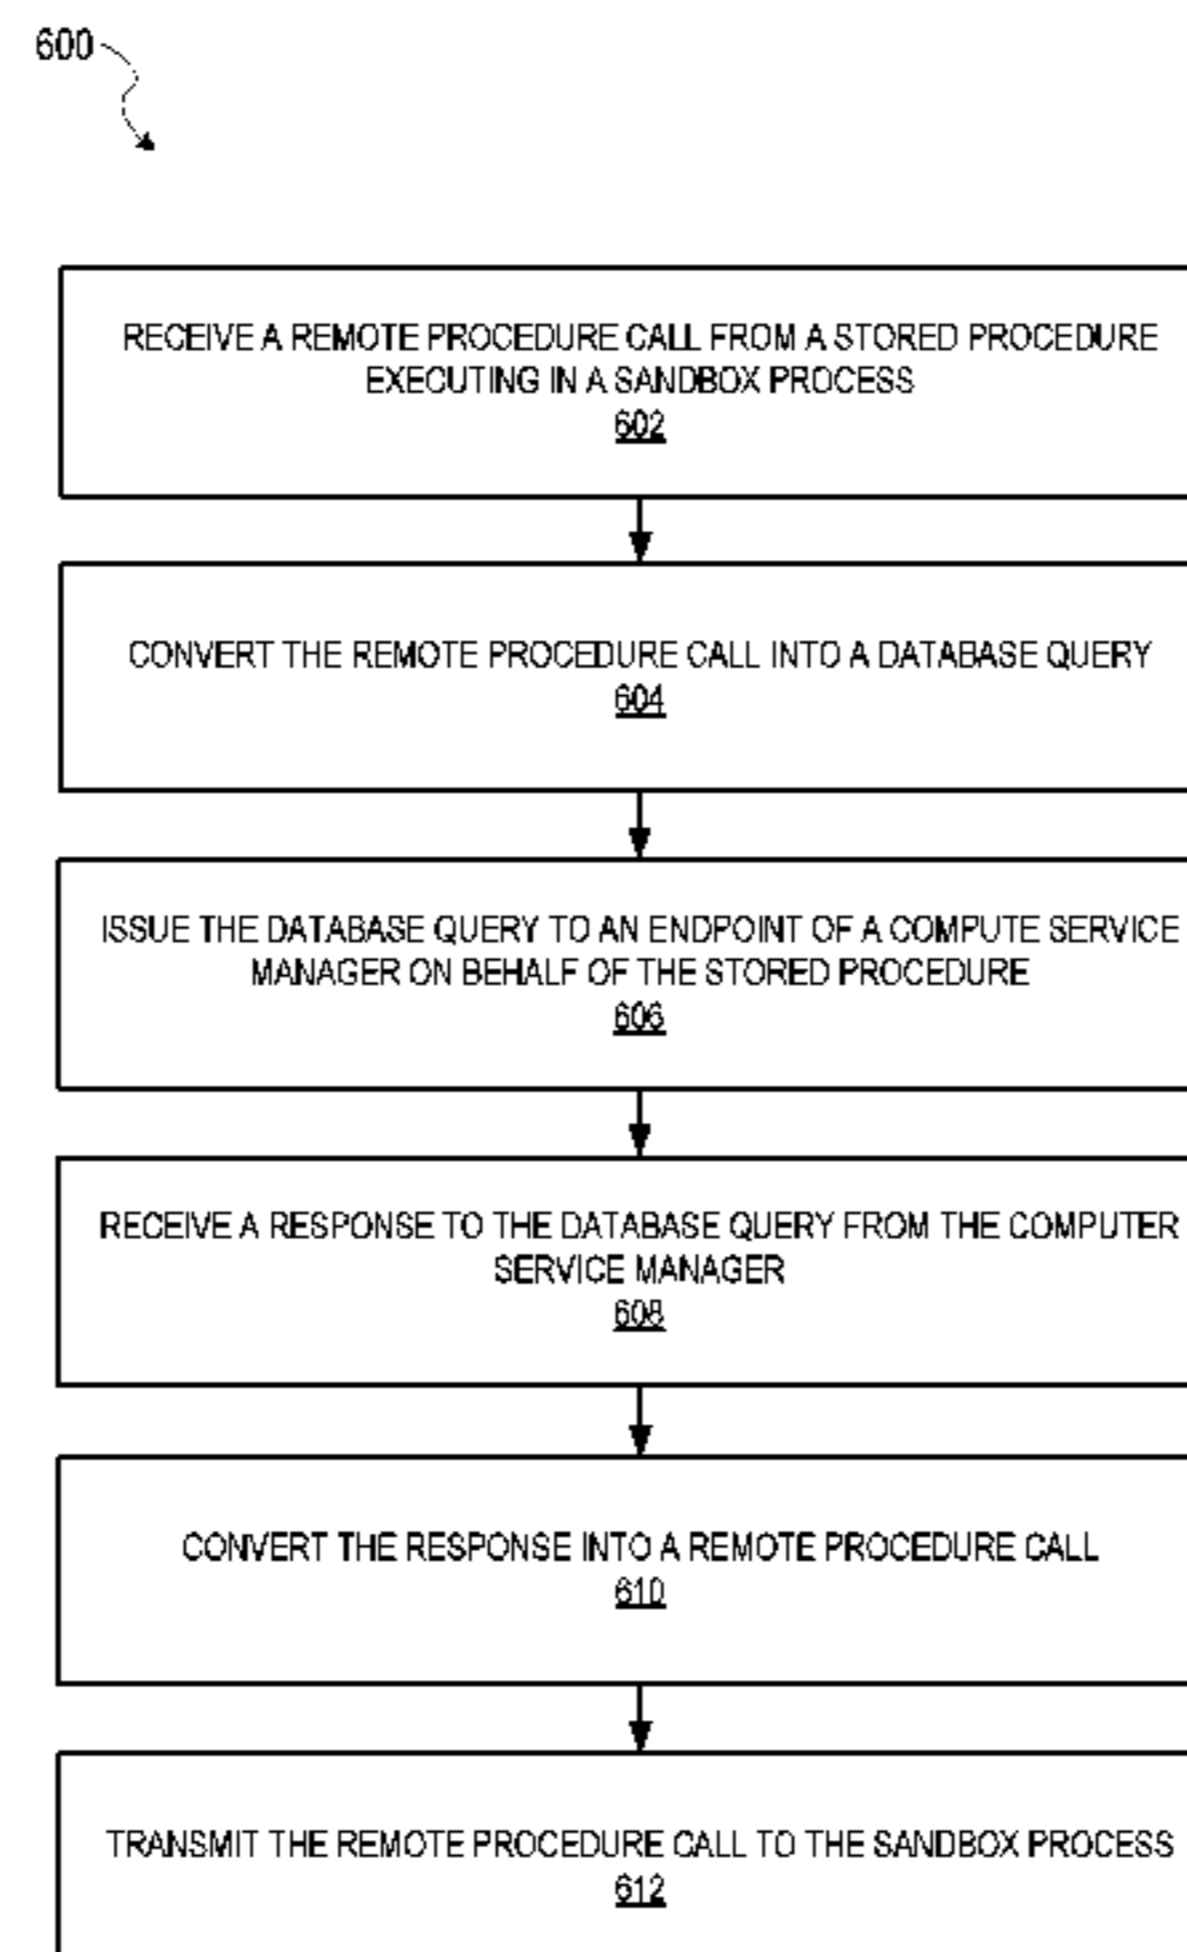 600
RECEIVE A REMOTE PROCEDURE CALL FROM A STORED PROCEDURE
EXECUTING IN A SANDBOX PROCESS
602
CONVERT THE REMOTE PROCEDURE CALL INTO A DATABASE QUERY
604
ISSUE THE DATABASE QUERY TO AN ENDPOINT OF A COMPUTE SERVICE
MANAGER ON BEHALF OF THE STORED PROCEDURE
606
RECEIVE A RESPONSE TO THE DATABASE QUERY FROM THE COMPUTER
SERVICE MANAGER
608
CONVERT THE RESPONSE INTO A REMOTE PROCEDURE CALL
610
TRANSMIT THE REMOTE PROCEDURE CALL TO THE SANDBOX PROCESS
612